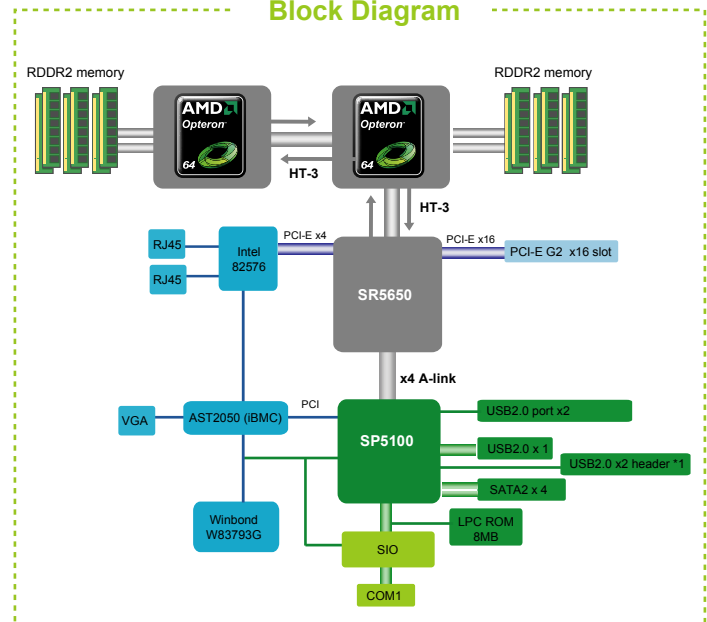 Block Diagram
RDDR2 memory
RDDR2 memory
AMD
Opteron
64
AMD
Opteron
64
HT-3
HT-3
RJ45
RJ45
Intel
82576
PCI-E x4
PCI-E x16
PCI-E G2 x16 slot
SR5650
x4 A-link
VGA
AST2050 (iBMC)
PCI
SP5100
USB2.0 port x2
USB2.0 x 1
USB2.0 x2 header *1
SATA2 x 4
Winbond
W83793G
LPC ROM
8MB
SIO
COM1